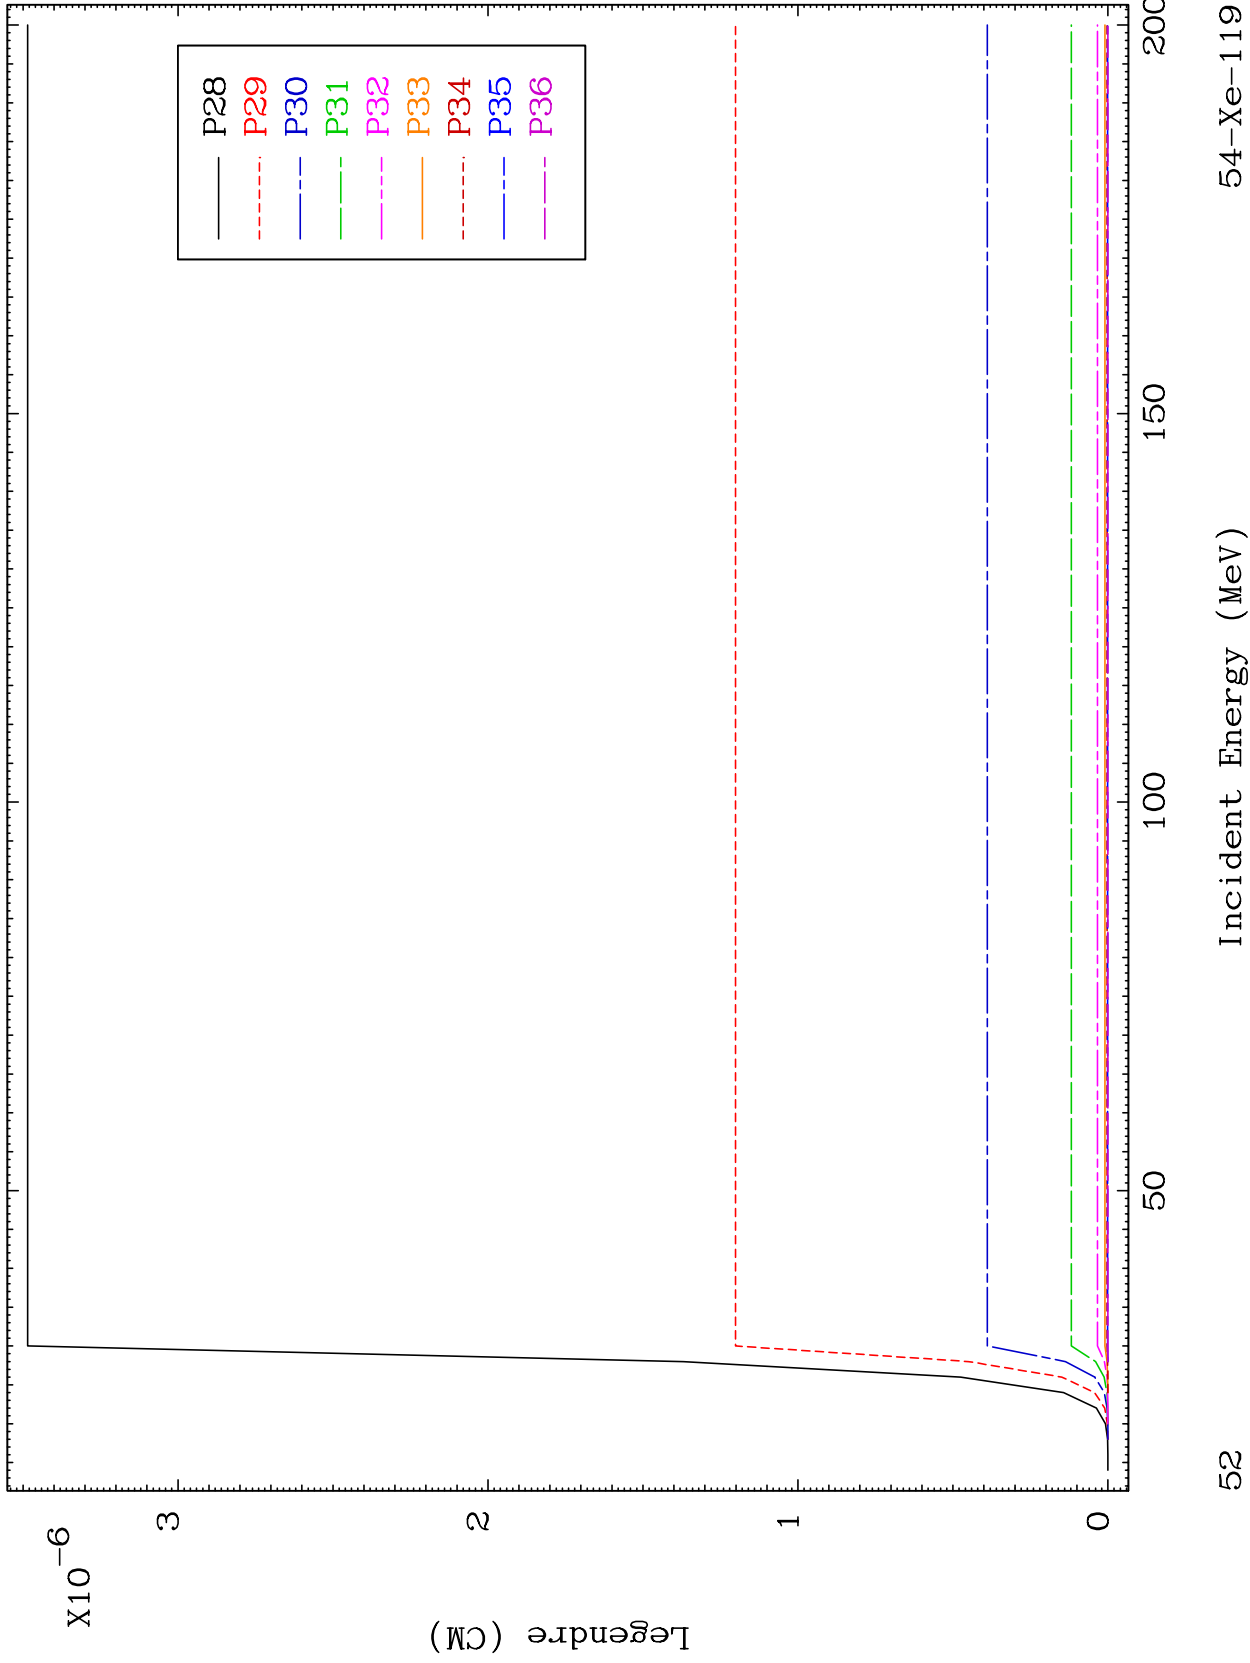 X10-6
3
2
1
0
Legendre (CM)
P28
P29
P30
P31
P32
P33
P34
P35
P36
50
100
150
200
Incident Energy (MeV)
52
54-Xe-119